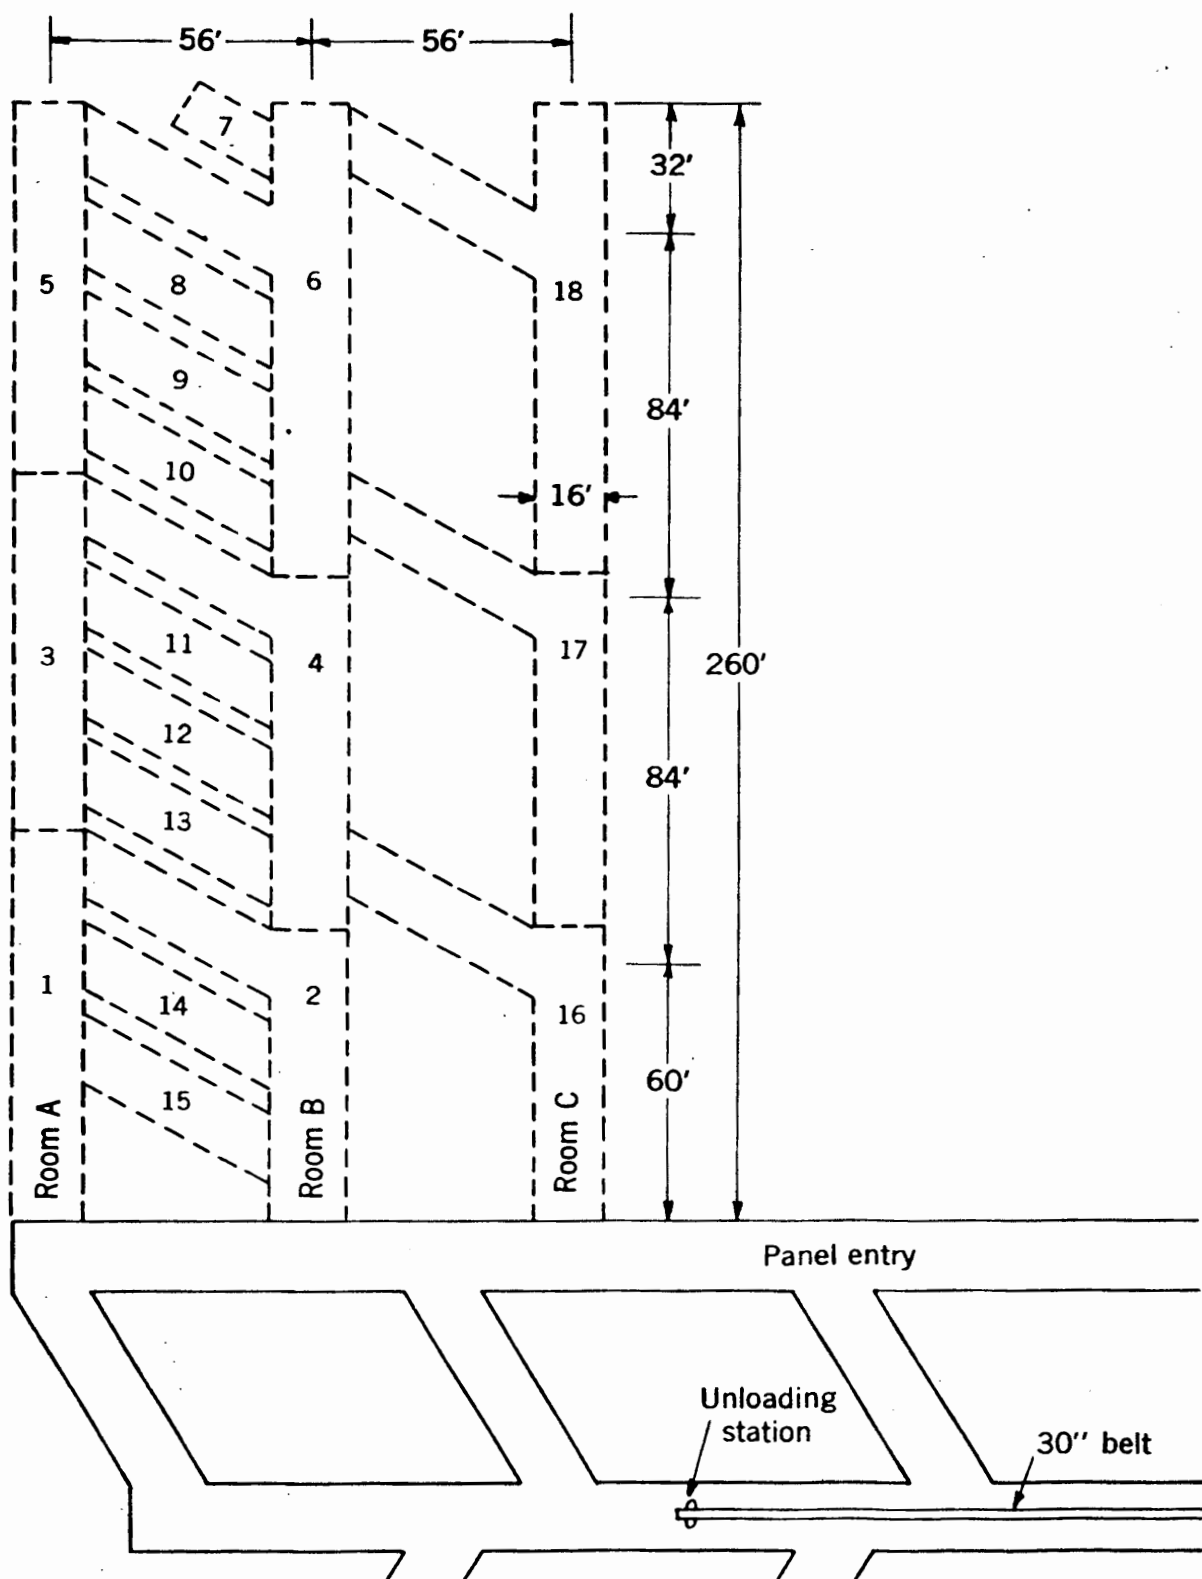 56′ 56′
7
32′
5 8 6 18
9
84′
10
16′
11
3 4 17
260′
12
84′
13
1 14 2 16
60′
15
Room A
Room B
Room C
Panel entry
Unloading
station
30″ belt